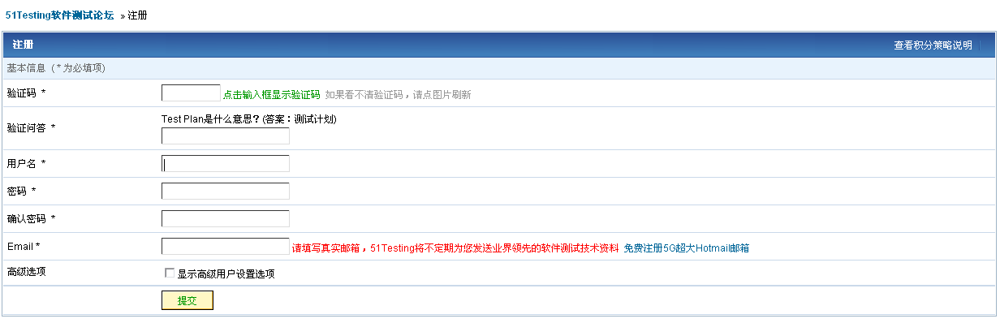 51Testing软件测试论坛 » 注册
注册 查看积分策略说明
基本信息 ( * 为必填项)
验证码 * 点击输入框显示验证码 如果看不清验证码，请点图片刷新
Test Plan是什么意思? (答案：测试计划)
验证问答 *
用户名 *
密码 *
确认密码 *
Email * 请填写真实邮箱，51Testing将不定期为您发送业界领先的软件测试技术资料 免费注册5G超大Hotmail邮箱
高级选项 显示高级用户设置选项
提交